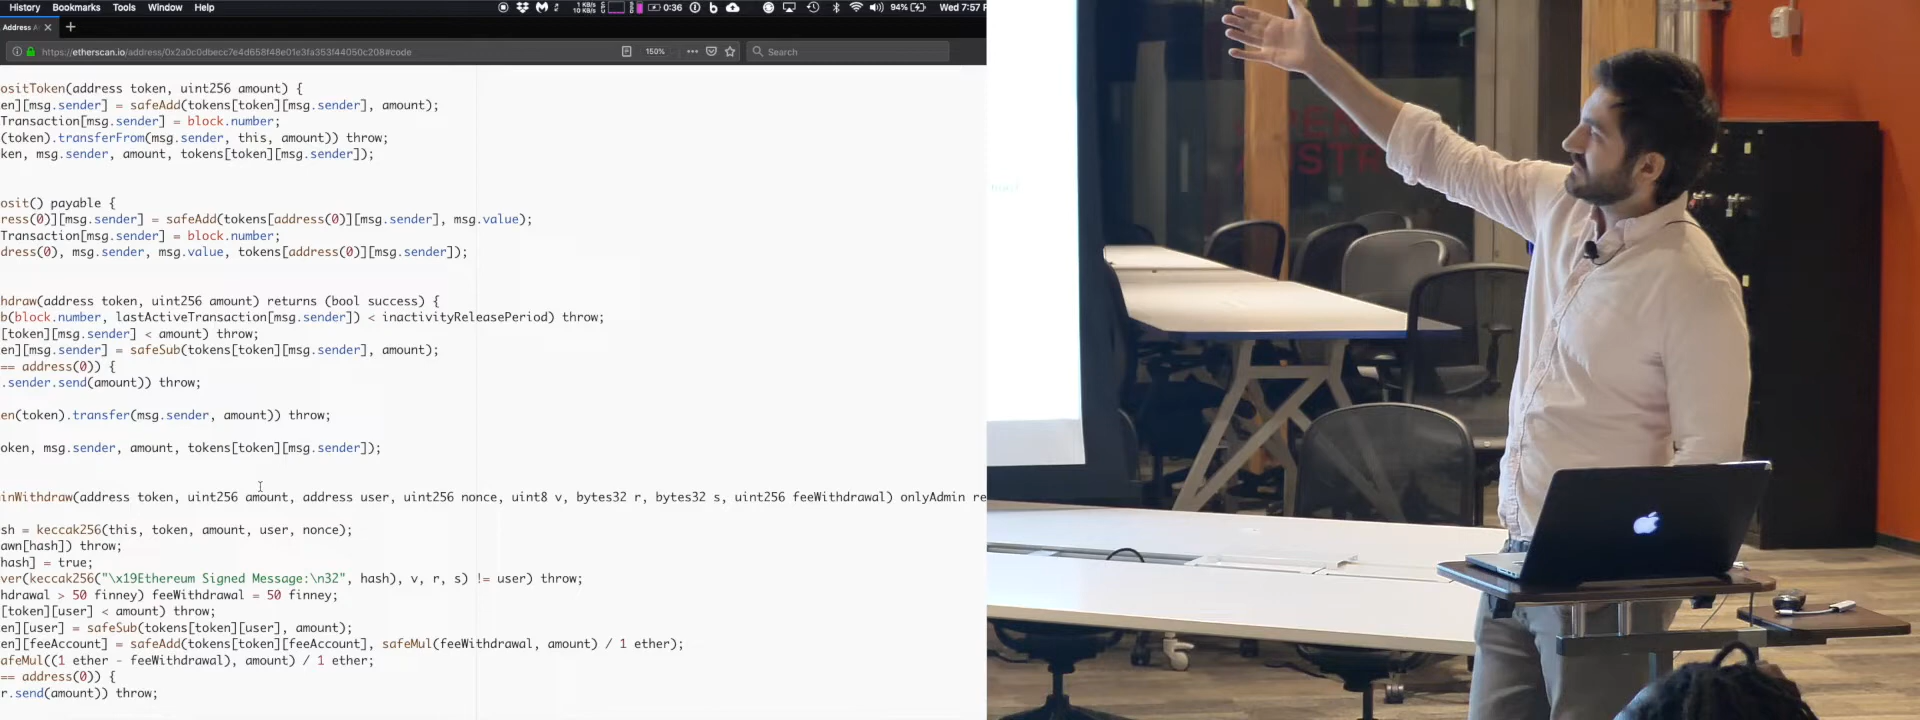 History Bookmarks Tools Window Help 1 KB/s 10 KB/s 0:36 94% Wed 7:57 P
Address
https://etherscan.io/address/0x2a0c0dbecc7e4d658f48e01e3fa353f44050c208#code 150% Search
ositToken(address token, uint256 amount) {
en][msg.sender] = safeAdd(tokens[token][msg.sender], amount);
Transaction[msg.sender] = block.number;
(token).transferFrom(msg.sender, this, amount)) throw;
ken, msg.sender, amount, tokens[token][msg.sender]);
osit() payable {
ress(0)][msg.sender] = safeAdd(tokens[address(0)][msg.sender], msg.value);
Transaction[msg.sender] = block.number;
dress(0), msg.sender, msg.value, tokens[address(0)][msg.sender]);
hdraw(address token, uint256 amount) returns (bool success) {
b(block.number, lastActiveTransaction[msg.sender]) < inactivityReleasePeriod) throw;
[token][msg.sender] < amount) throw;
en][msg.sender] = safeSub(tokens[token][msg.sender], amount);
== address(0)) {
.sender.send(amount)) throw;
en(token).transfer(msg.sender, amount)) throw;
oken, msg.sender, amount, tokens[token][msg.sender]);
inWithdraw(address token, uint256 amount, address user, uint256 nonce, uint8 v, bytes32 r, bytes32 s, uint256 feeWithdrawal) onlyAdmin re
sh = keccak256(this, token, amount, user, nonce);
awn[hash]) throw;
hash] = true;
ver(keccak256("\x19Ethereum Signed Message:\n32", hash), v, r, s) != user) throw;
hdrawal > 50 finney) feeWithdrawal = 50 finney;
[token][user] < amount) throw;
en][user] = safeSub(tokens[token][user], amount);
en][feeAccount] = safeAdd(tokens[token][feeAccount], safeMul(feeWithdrawal, amount) / 1 ether);
afeMul((1 ether - feeWithdrawal), amount) / 1 ether;
== address(0)) {
r.send(amount)) throw;